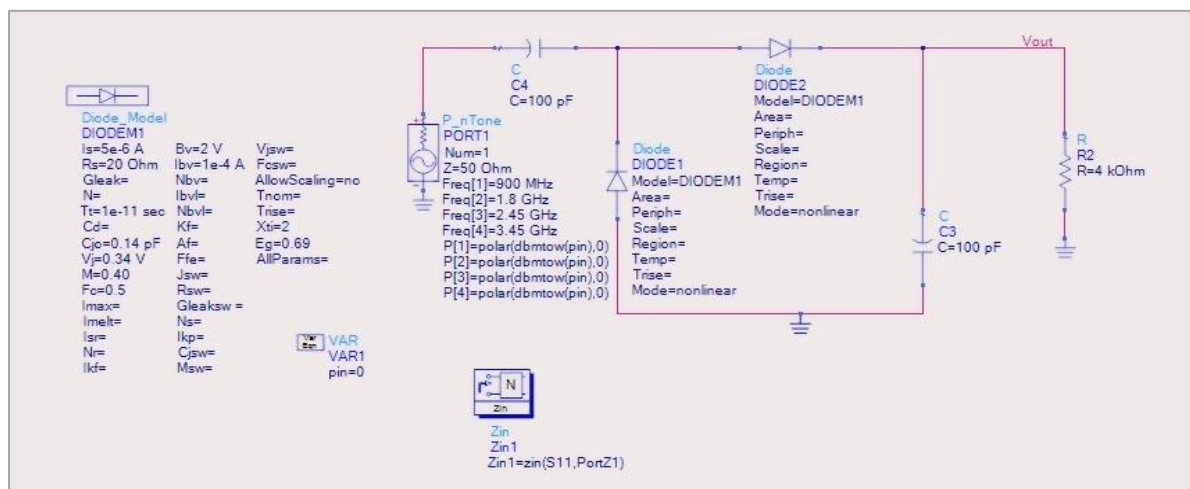 Diode_Model
DIODEM1
Is=5e-6 A
Rs=20 Ohm
Gleak=
N=
Tt=1e-11 sec
Cd=
Cjo=0.14 pF
Vj=0.34 V
M=0.40
Fc=0.5
Imax=
Imelt=
Isr=
Nr=
Ikf=
Bv=2 V
Ibv=1e-4 A
Nbv=
Ibvl=
Nbvl=
Kf=
Af=
Ffe=
Jsw=
Rsw=
Gleaksw =
Ns=
Ikp=
Cjsw=
Msw=
Vjsw=
Fcsw=
AllowScaling=no
Tnom=
Trise=
Xti=2
Eg=0.69
AllParams=
Var
Eqn
VAR
VAR1
pin=0
P_nTone
PORT1
Num=1
Z=50 Ohm
Freq[1]=900 MHz
Freq[2]=1.8 GHz
Freq[3]=2.45 GHz
Freq[4]=3.45 GHz
P[1]=polar(dbmtow(pin),0)
P[2]=polar(dbmtow(pin),0)
P[3]=polar(dbmtow(pin),0)
P[4]=polar(dbmtow(pin),0)
C
C4
C=100 pF
Diode
DIODE1
Model=DIODEM1
Area=
Periph=
Scale=
Region=
Temp=
Trise=
Mode=nonlinear
Diode
DIODE2
Model=DIODEM1
Area=
Periph=
Scale=
Region=
Temp=
Trise=
Mode=nonlinear
Vout
C
C3
C=100 pF
R
R2
R=4 kOhm
N
Zin
Zin
Zin1
Zin1=zin(S11,PortZ1)